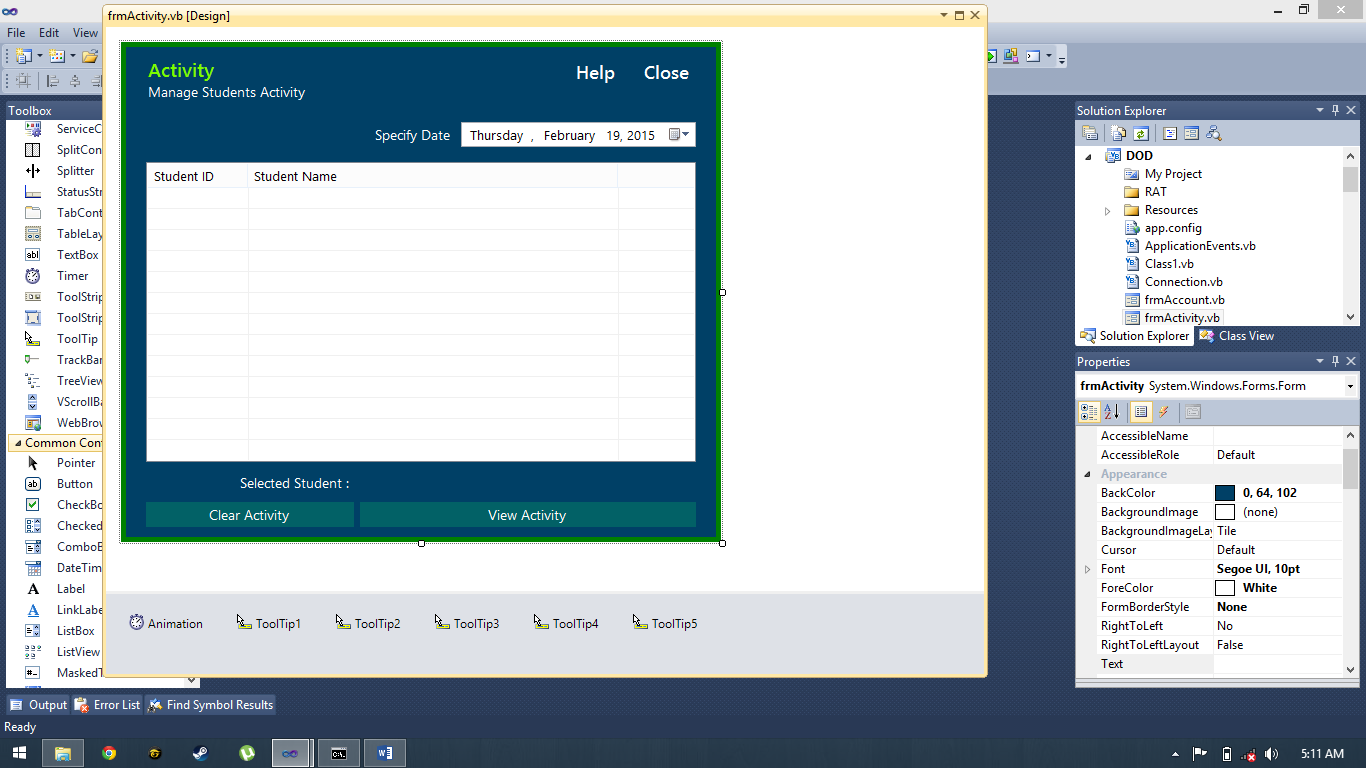 frmActivity.vb [Design]
File Edit View
Activity
Manage Students Activity
Help Close
Specify Date Thursday , February 19, 2015
Student ID Student Name
Selected Student :
Clear Activity View Activity
Animation ToolTip1 ToolTip2 ToolTip3 ToolTip4 ToolTip5
Toolbox
ServiceC
SplitCon
Splitter
StatusStr
TabCont
TableLay
TextBox
Timer
ToolStrip
ToolStrip
ToolTip
TrackBar
TreeView
VScrollBa
WebBrow
Common Cont
Pointer
Button
CheckBo
Checked
ComboB
DateTim
Label
LinkLabe
ListBox
ListView
MaskedT
Solution Explorer
DOD
My Project
RAT
Resources
app.config
ApplicationEvents.vb
Class1.vb
Connection.vb
frmAccount.vb
frmActivity.vb
Solution Explorer Class View
Properties
frmActivity System.Windows.Forms.Form
AccessibleName
AccessibleRole Default
Appearance
BackColor 0, 64, 102
BackgroundImage (none)
BackgroundImageLay Tile
Cursor Default
Font Segoe UI, 10pt
ForeColor White
FormBorderStyle None
RightToLeft No
RightToLeftLayout False
Text
Output Error List Find Symbol Results
Ready
5:11 AM